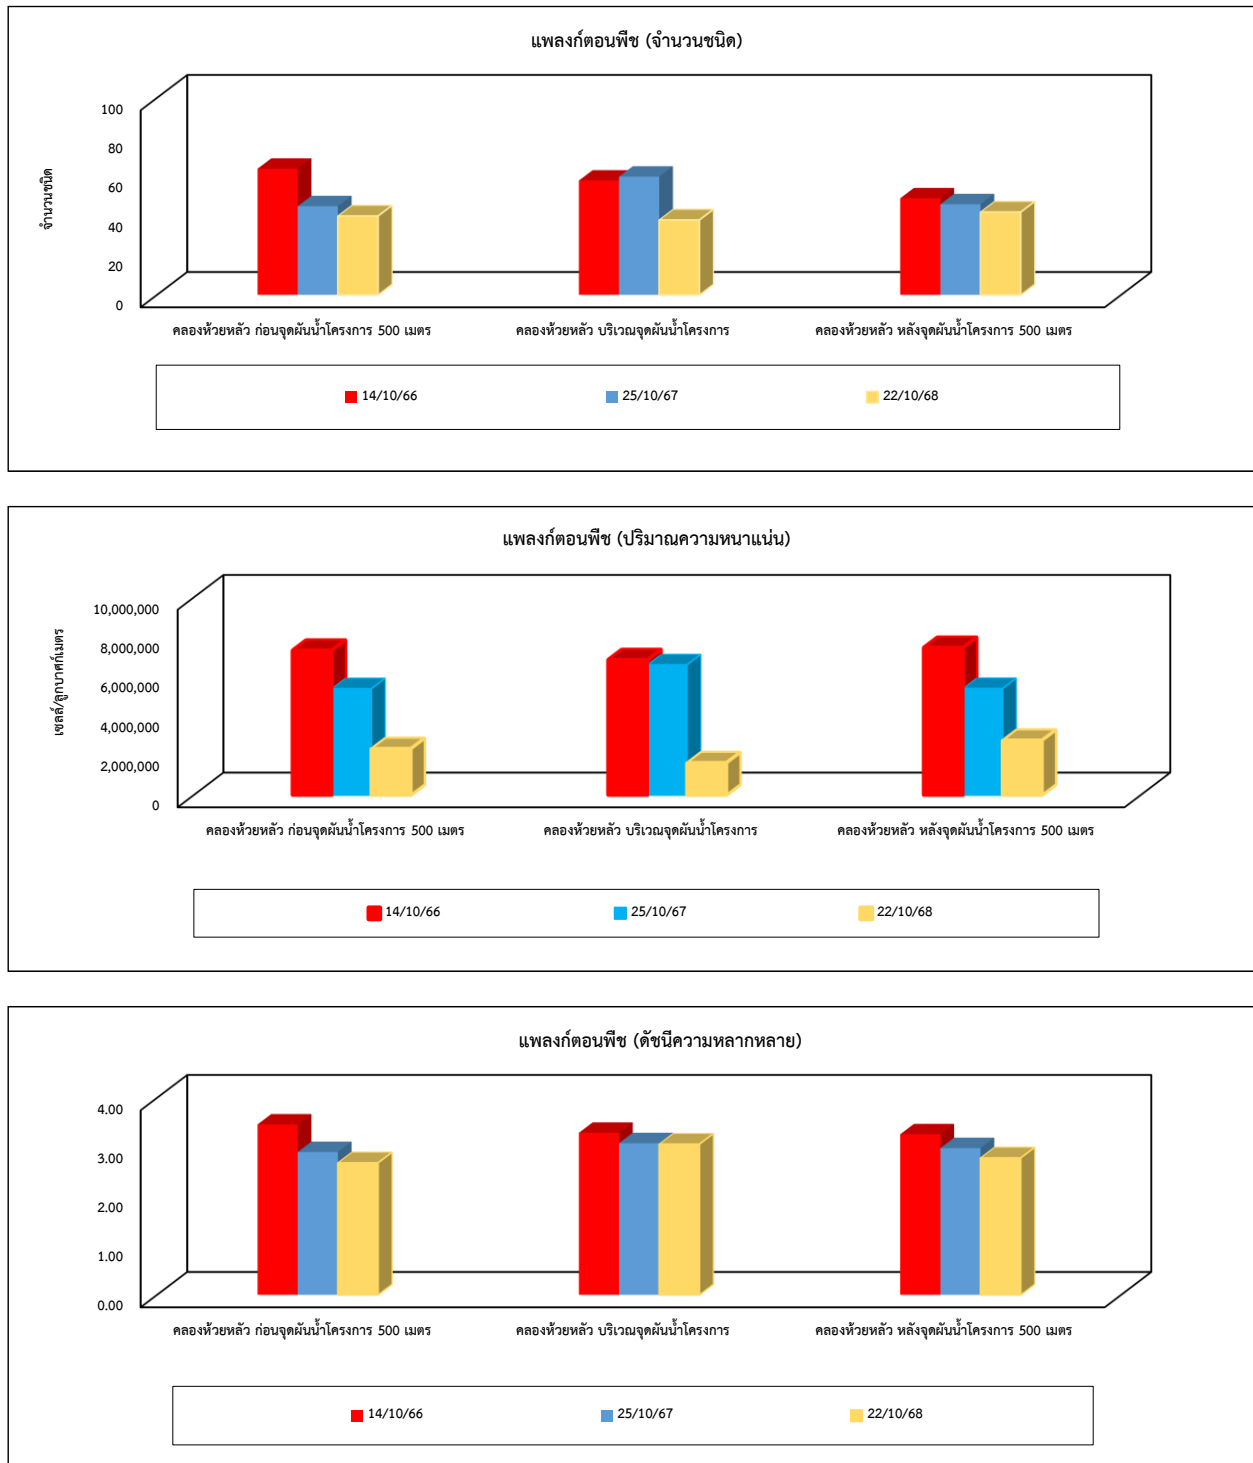 แพลงก์ตอนพืช (จำนวนชนิด)
จำนวนชนิด
100
80
60
40
20
0
คลองห้วยหลัว ก่อนจุดผันน้ำโครงการ 500 เมตร คลองห้วยหลัว บริเวณจุดผันน้ำโครงการ คลองห้วยหลัว หลังจุดผันน้ำโครงการ 500 เมตร
14/10/66 25/10/67 22/10/68
แพลงก์ตอนพืช (ปริมาณความหนาแน่น)
เซลล์/ลูกบาศก์เมตร
10,000,000
8,000,000
6,000,000
4,000,000
2,000,000
0
คลองห้วยหลัว ก่อนจุดผันน้ำโครงการ 500 เมตร คลองห้วยหลัว บริเวณจุดผันน้ำโครงการ คลองห้วยหลัว หลังจุดผันน้ำโครงการ 500 เมตร
14/10/66 25/10/67 22/10/68
แพลงก์ตอนพืช (ดัชนีความหลากหลาย)
4.00
3.00
2.00
1.00
0.00
คลองห้วยหลัว ก่อนจุดผันน้ำโครงการ 500 เมตร คลองห้วยหลัว บริเวณจุดผันน้ำโครงการ คลองห้วยหลัว หลังจุดผันน้ำโครงการ 500 เมตร
14/10/66 25/10/67 22/10/68